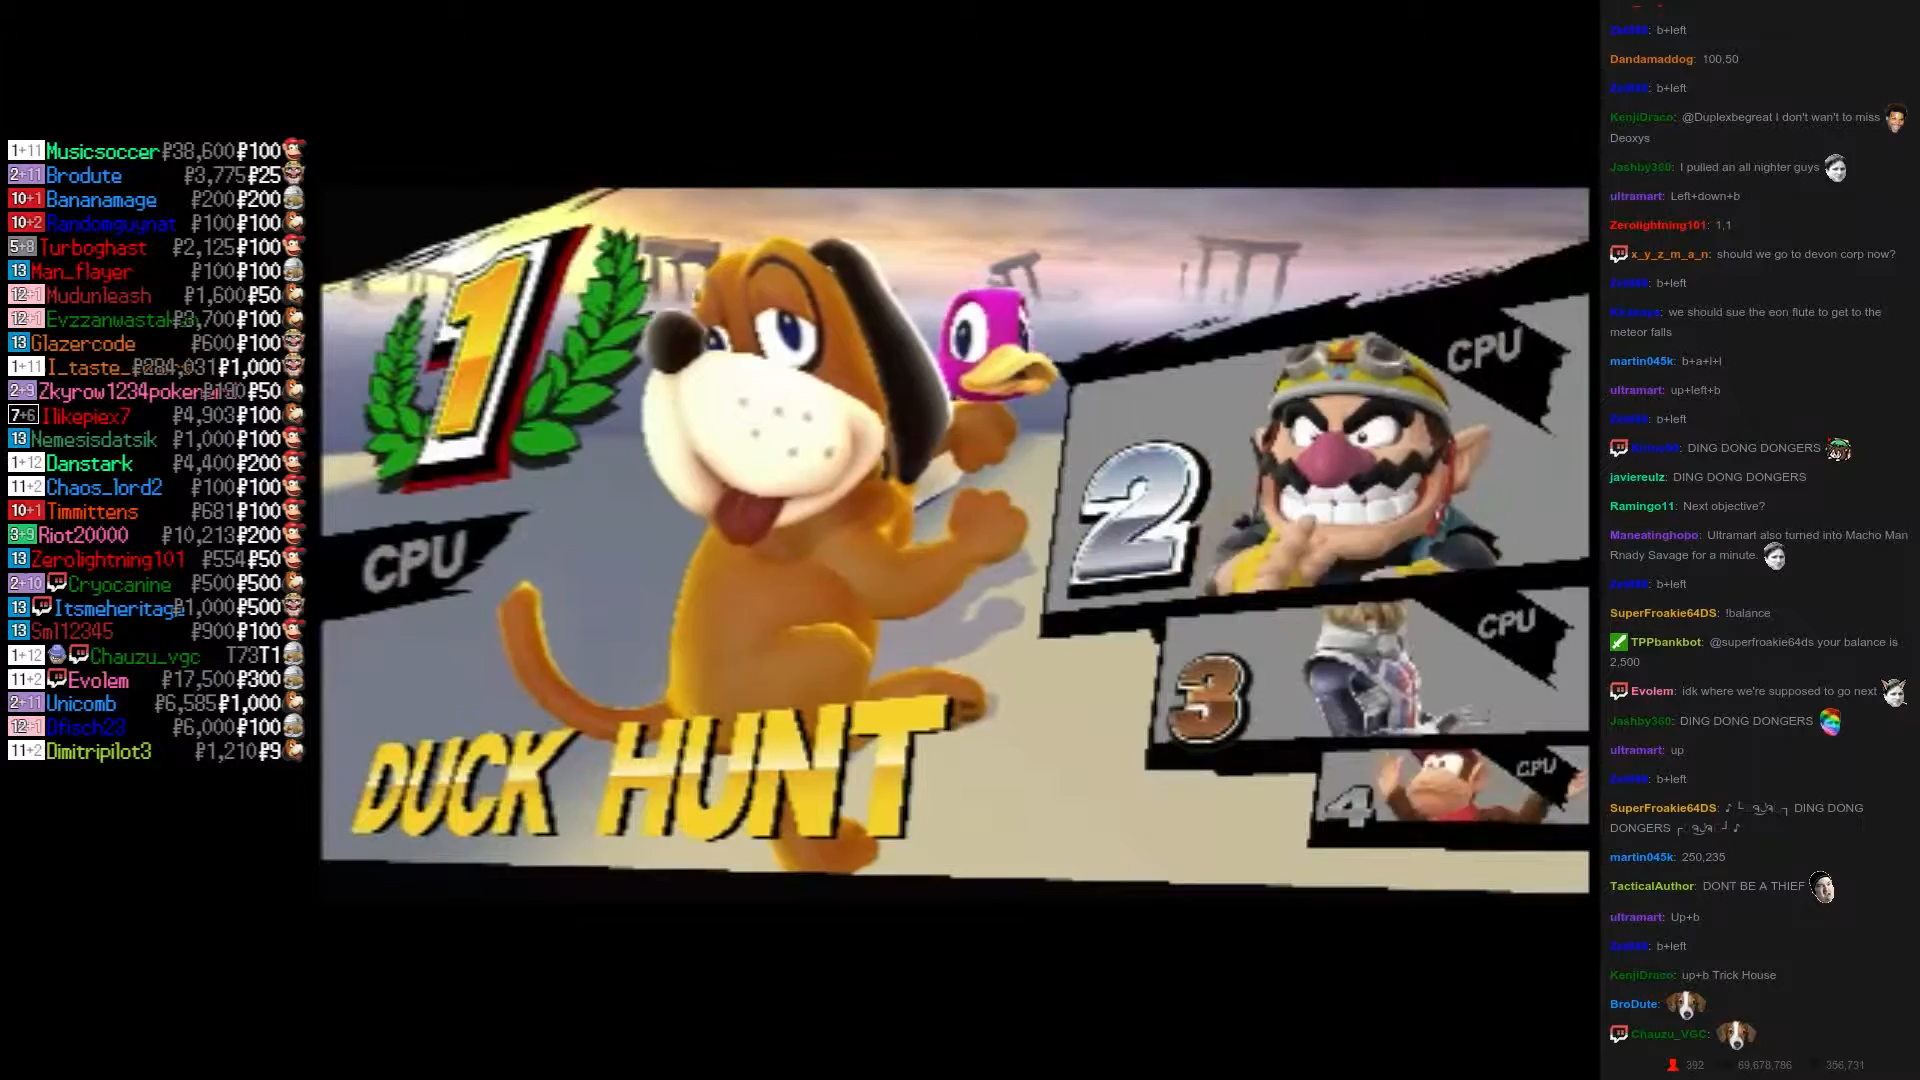 1+11 Musicsoccer ₽38,600 ₽100
2+11 Brodute ₽3,775 ₽25
10+1 Bananamage ₽200 ₽200
10+2 Randomguynat ₽100 ₽100
5+8 Turboghast ₽2,125 ₽100
13 Man_flayer ₽100 ₽100
12+1 Mudunleash ₽1,600 ₽50
12+1 ₽100
13 Glazercode ₽600 ₽100
1+11 I_taste_ ₽284,031 ₽1,000
2+9 ₽50
7+6 Ilikepiex7 ₽4,903 ₽100
13 Nemesisdatsik ₽1,000 ₽100
1+12 Danstark ₽4,400 ₽200
11+2 Chaos_lord2 ₽100 ₽100
10+1 Timmittens ₽681 ₽100
3+9 Riot20000 ₽10,213 ₽200
13 Zerolightning101 ₽554 ₽50
2+10 Cryocanine ₽500 ₽500
13 Itsmeheritage ₽1,000 ₽500
13 Sml12345 ₽900 ₽100
1+12 Chauzu_vgc T73 T1
11+2 Evolem ₽17,500 ₽300
2+11 Unicomb ₽6,585 ₽1,000
12+1 Dfisch23 ₽6,000 ₽100
11+2 Dimitripilot3 ₽1,210 ₽9
1
CPU
DUCK HUNT
2
CPU
3
CPU
4
CPU
b+left
Dandamaddog: 100,50
b+left
KenjiDraco: @Duplexbegreat I don't wan't to miss
Deoxys
Jashby360: I pulled an all nighter guys
ultramart: Left+down+b
Zerolightning101: 1,1
x_y_z_m_a_n: should we go to devon corp now?
b+left
we should sue the eon flute to get to the
meteor falls
martin045k: b+a+l+l
ultramart: up+left+b
b+left
DING DONG DONGERS
javiereulz: DING DONG DONGERS
Ramingo11: Next objective?
Maneatinghopo: Ultramart also turned into Macho Man
Rnady Savage for a minute.
b+left
SuperFroakie64DS: !balance
TPPbankbot: @superfroakie64ds your balance is
2,500
Evolem: idk where we're supposed to go next
Jashby360: DING DONG DONGERS
ultramart: up
b+left
SuperFroakie64DS: DING DONG
DONGERS
martin045k: 250,235
TacticalAuthor: DONT BE A THIEF
ultramart: Up+b
b+left
KenjiDraco: up+b Trick House
BroDute:
Chauzu_VGC:
392 69,678,786 356,731